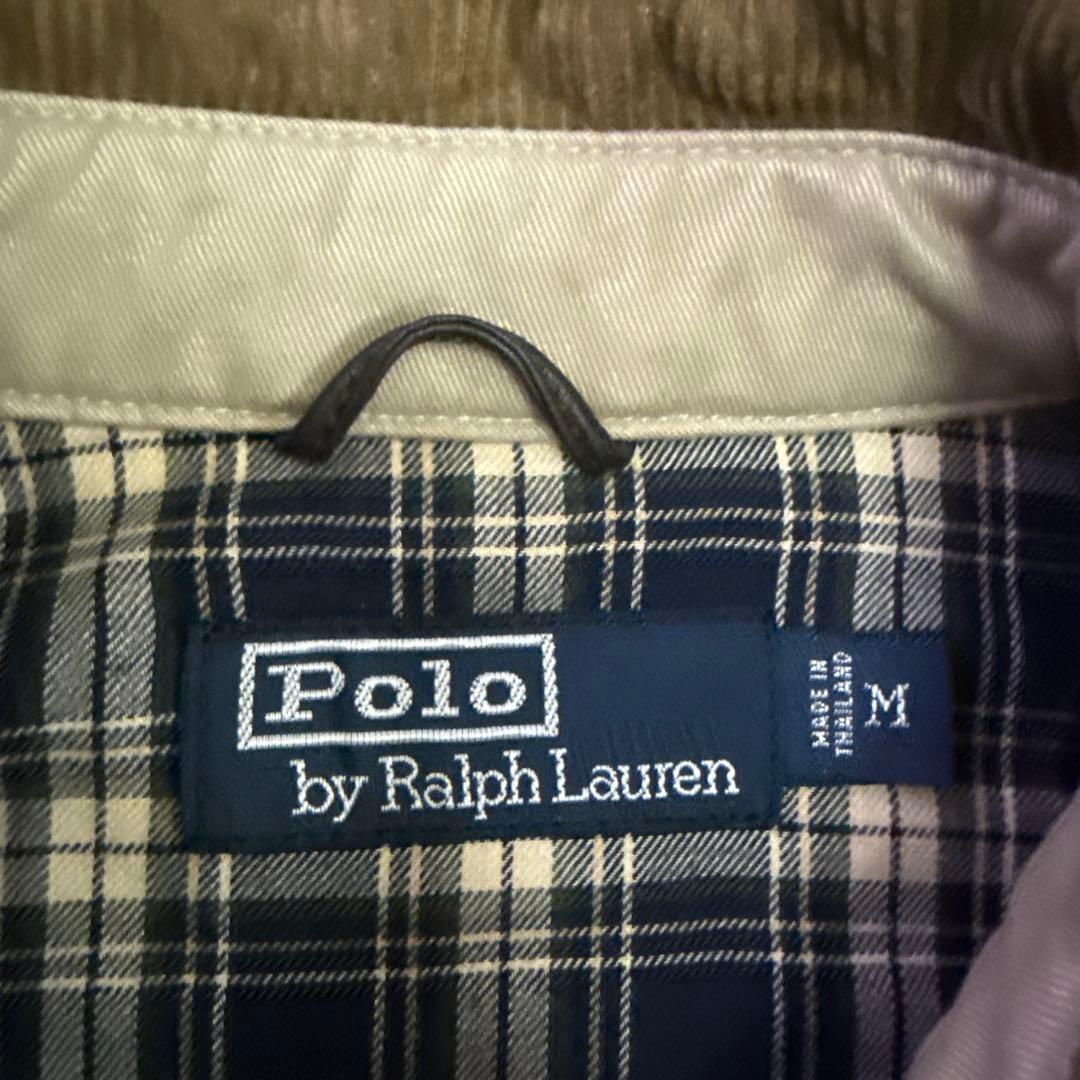 Polo
by Ralph Lauren
MADE IN
THAILAND
M